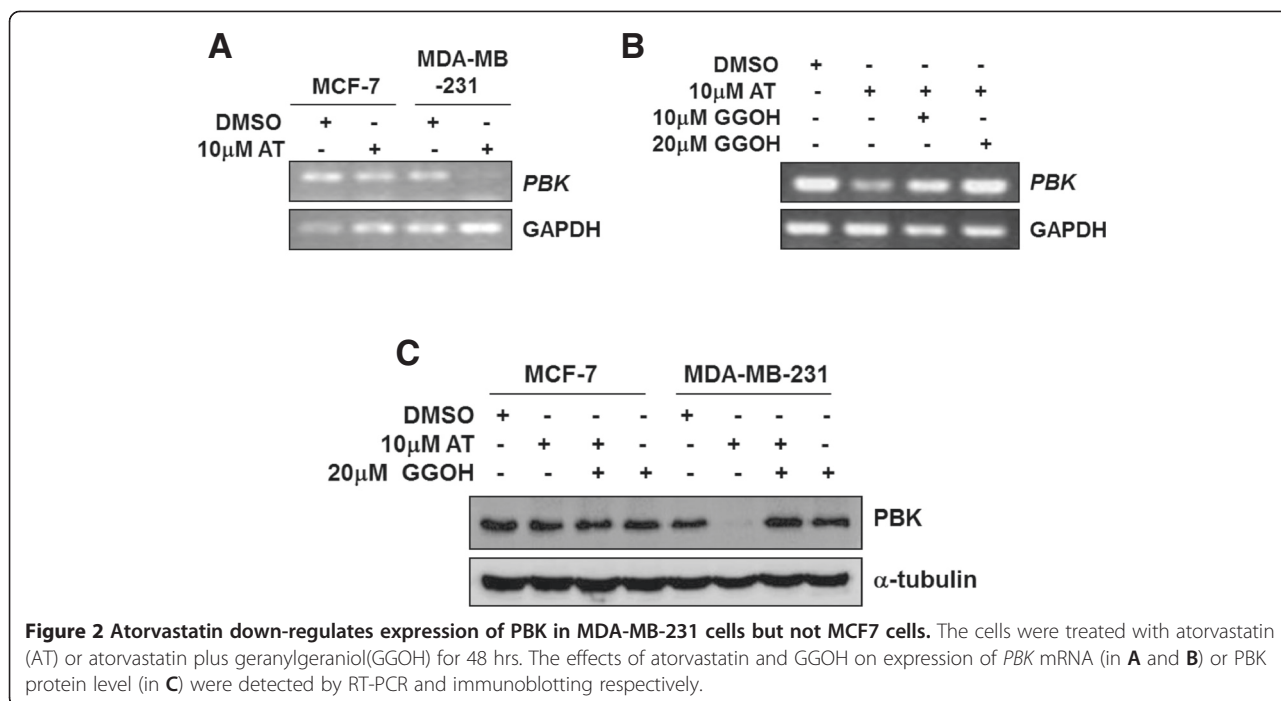 A
MDA-MB
MCF-7 -231
DMSO + - + -
10μM AT - + - +
PBK
GAPDH
B
DMSO + - - -
10μM AT - + + +
10μM GGOH - - + -
20μM GGOH - - - +
PBK
GAPDH
C
MCF-7 MDA-MB-231
DMSO + - - - + - - -
10μM AT - + + - - + + -
20μM GGOH - - + + - - + +
PBK
α-tubulin
Figure 2 Atorvastatin down-regulates expression of PBK in MDA-MB-231 cells but not MCF7 cells. The cells were treated with atorvastatin
(AT) or atorvastatin plus geranylgeraniol(GGOH) for 48 hrs. The effects of atorvastatin and GGOH on expression of PBK mRNA (in A and B) or PBK
protein level (in C) were detected by RT-PCR and immunoblotting respectively.